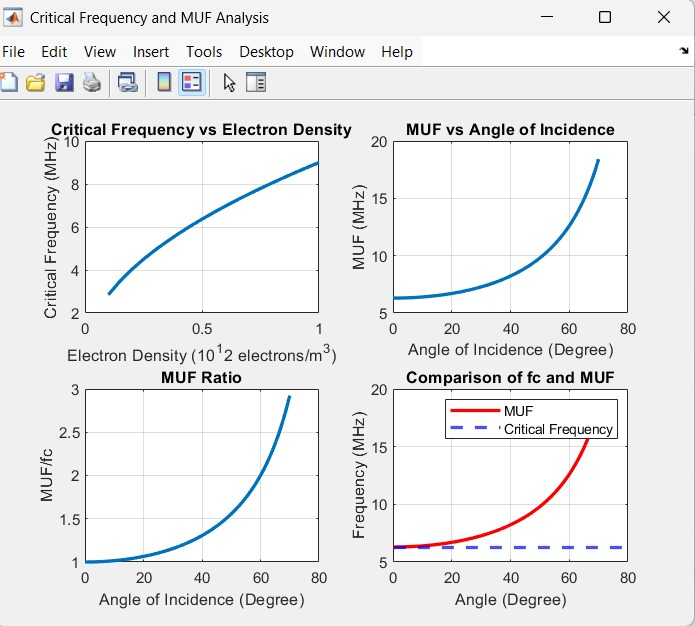 Critical Frequency and MUF Analysis
File Edit View Insert Tools Desktop Window Help
Critical Frequency vs Electron Density
Critical Frequency (MHz)
10
8
6
4
2
0 0.5 1
Electron Density (10^12 electrons/m^3)
MUF vs Angle of Incidence
MUF (MHz)
20
15
10
5
0 20 40 60 80
Angle of Incidence (Degree)
MUF Ratio
MUF/fc
3
2.5
2
1.5
1
0 20 40 60 80
Angle of Incidence (Degree)
Comparison of fc and MUF
Frequency (MHz)
20
15
10
5
MUF
Critical Frequency
0 20 40 60 80
Angle (Degree)